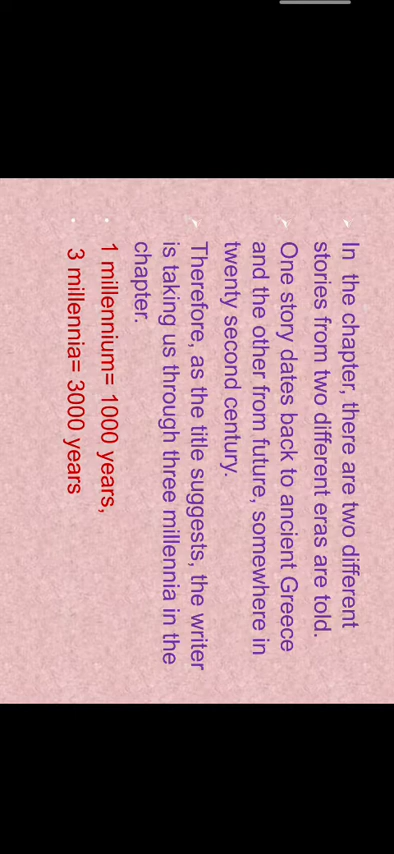 In the chapter, there are two different
stories from two different eras are told.
One story dates back to ancient Greece
and the other from future, somewhere in
twenty second century.
Therefore, as the title suggests, the writer
is taking us through three millennia in the
chapter.
• 1 millennium= 1000 years,
• 3 millennia= 3000 years